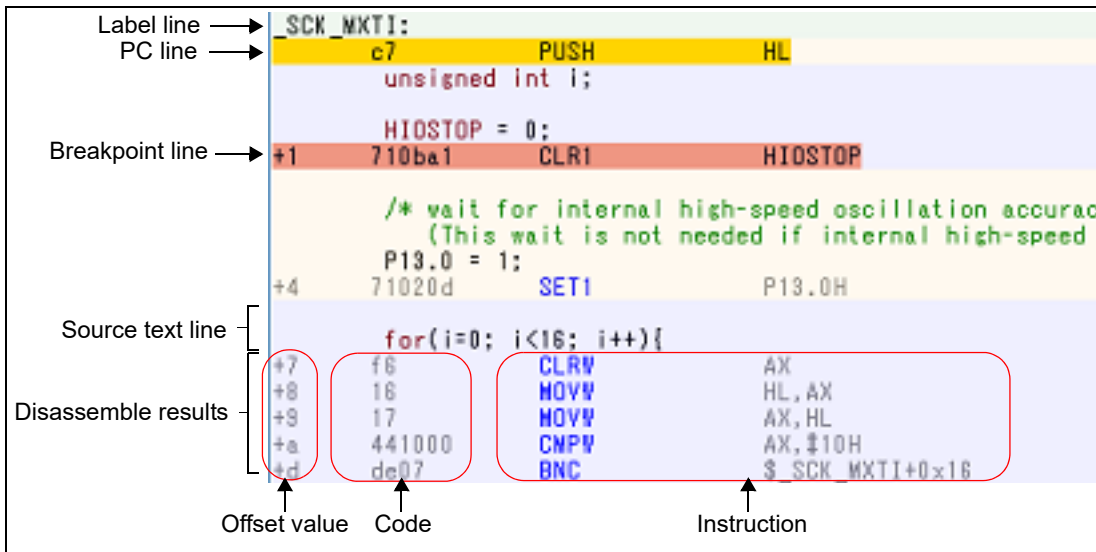 Label line
_SCK_MXTI:
PC line
c7 PUSH HL
unsigned int i;
HIOSTOP = 0;
Breakpoint line
+1 710ba1 CLR1 HIOSTOP
/* wait for internal high-speed oscillation accurac
(This wait is not needed if internal high-speed
P13.0 = 1;
+4 71020d SET1 P13.0H
Source text line
for(i=0; i<16; i++){
+7 f6 CLRW AX
+8 16 MOVW HL,AX
Disassemble results
+9 17 MOVW AX,HL
+a 441000 CMPW AX,#10H
+d de07 BNC $_SCK_MXTI+0x16
Offset value Code Instruction